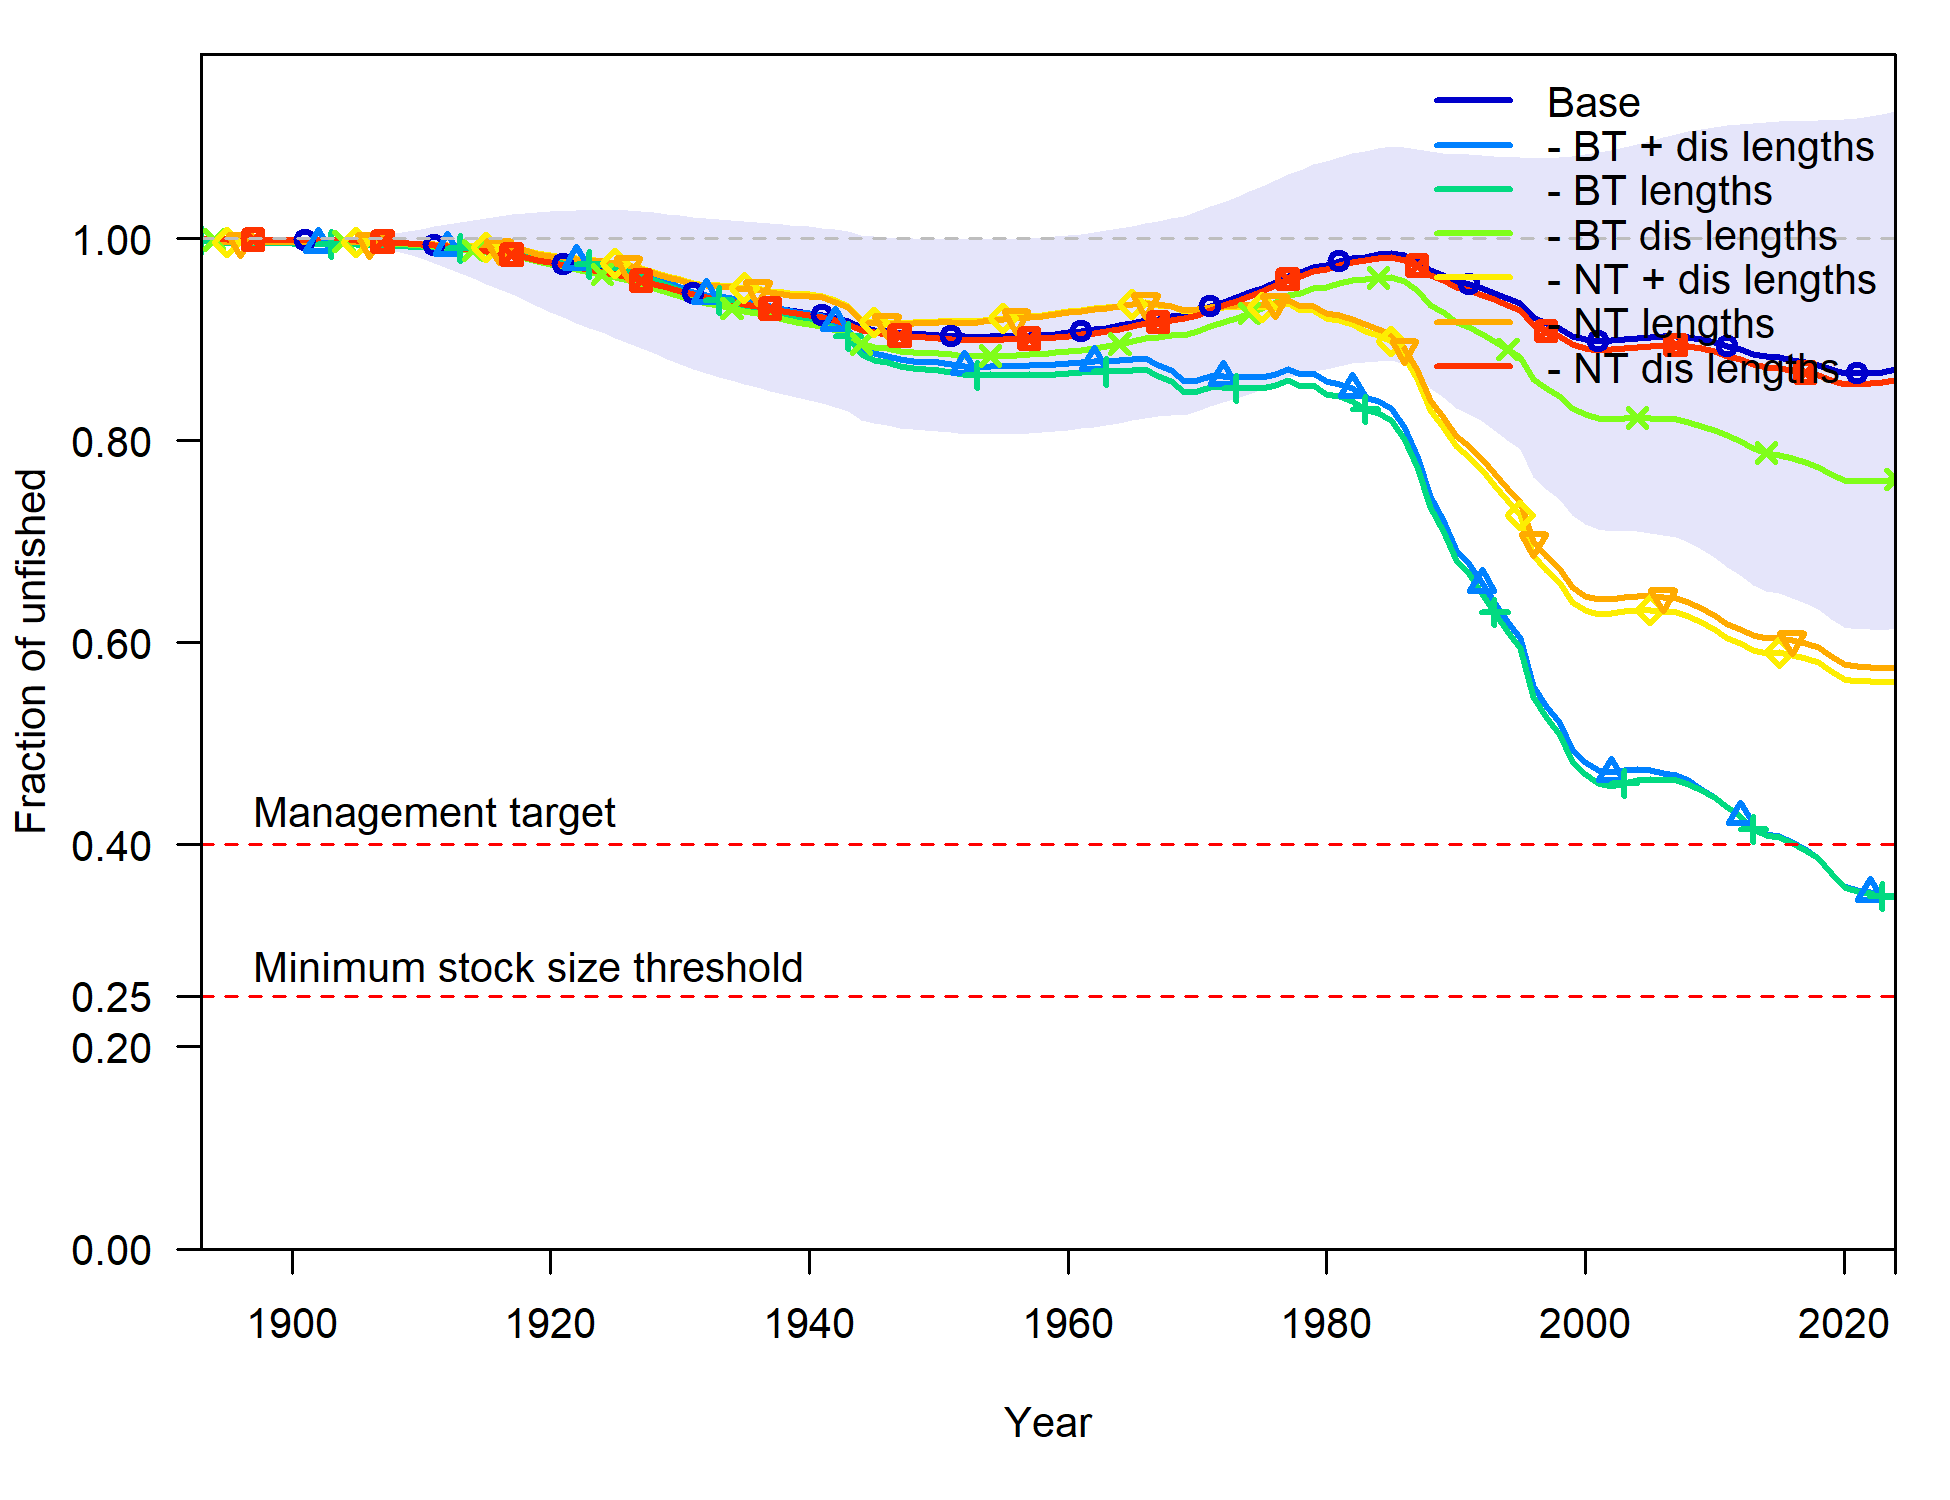 Base
- BT + dis lengths
- BT lengths
- BT dis lengths
- NT + dis lengths
- NT lengths
- NT dis lengths
1.00
0.80
0.60
0.40
0.25
0.20
0.00
Fraction of unfished
Management target
Minimum stock size threshold
1900
1920
1940
1960
1980
2000
2020
Year